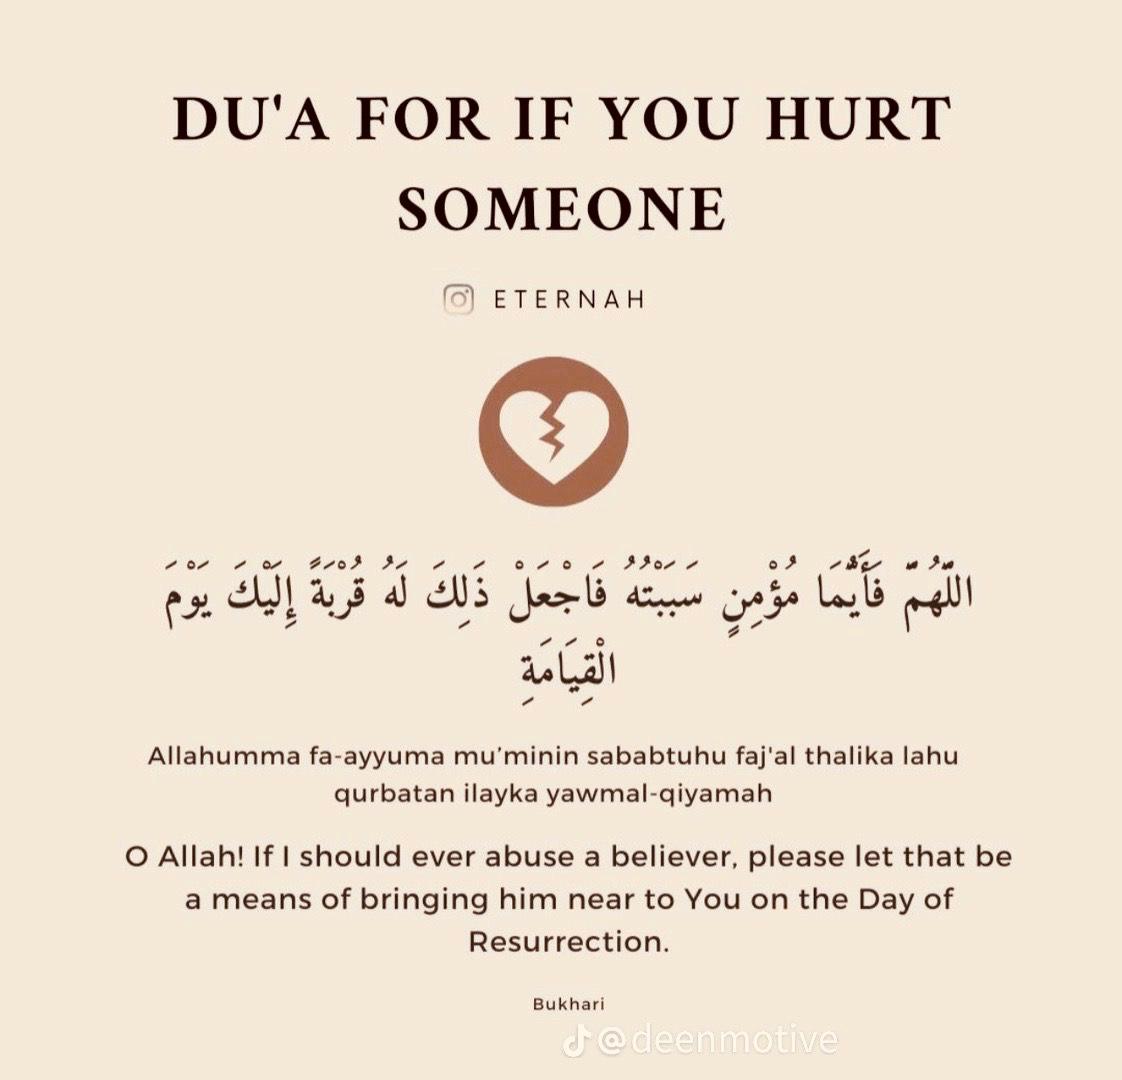 DU'A FOR IF YOU HURT
SOMEONE
ETERNAH
اللَّهُمَّ فَأَيُّمَا مُؤْمِنٍ سَبَبْتُهُ فَاجْعَلْ ذَلِكَ لَهُ قُرْبَةً إِلَيْكَ يَوْمَ
الْقِيَامَةِ
Allahumma fa-ayyuma mu’minin sababtuhu faj'al thalika lahu
qurbatan ilayka yawmal-qiyamah
O Allah! If I should ever abuse a believer, please let that be
a means of bringing him near to You on the Day of
Resurrection.
Bukhari
@deenmotive